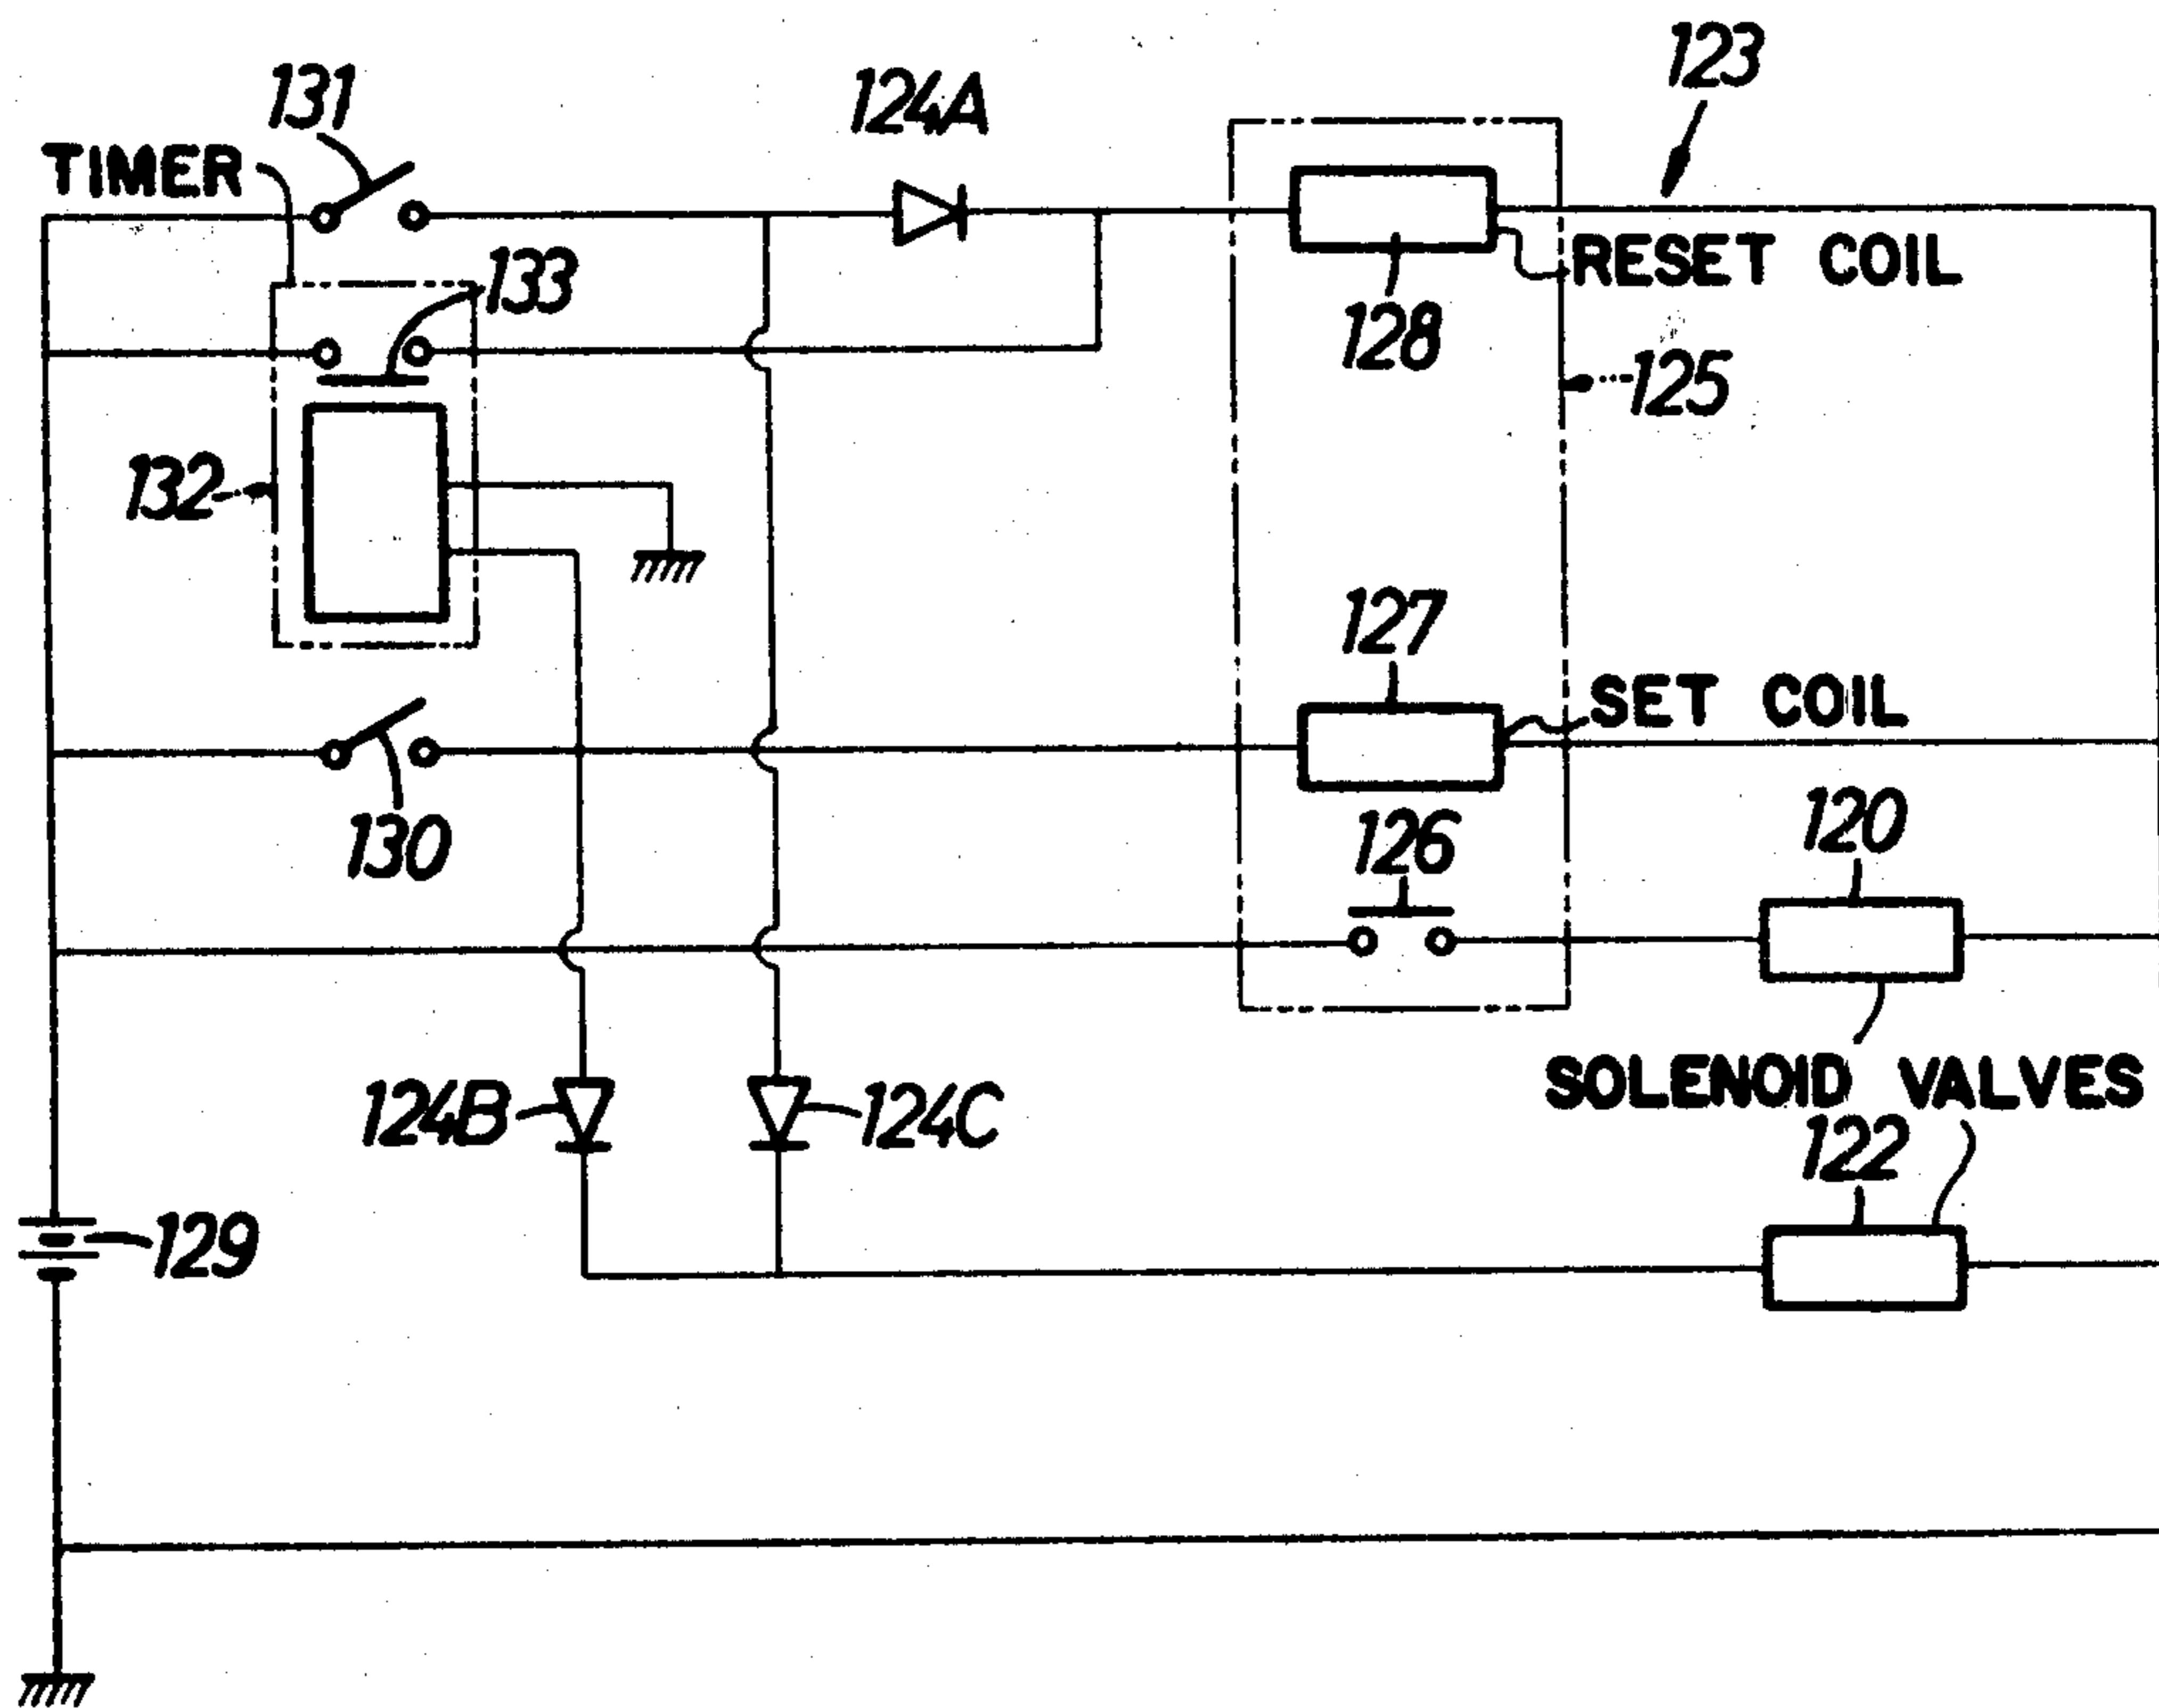 123
131
124A
TIMER
133
RESET COIL
128
125
132
127
SET COIL
130
126
120
SOLENOID VALVES
124B
124C
122
129